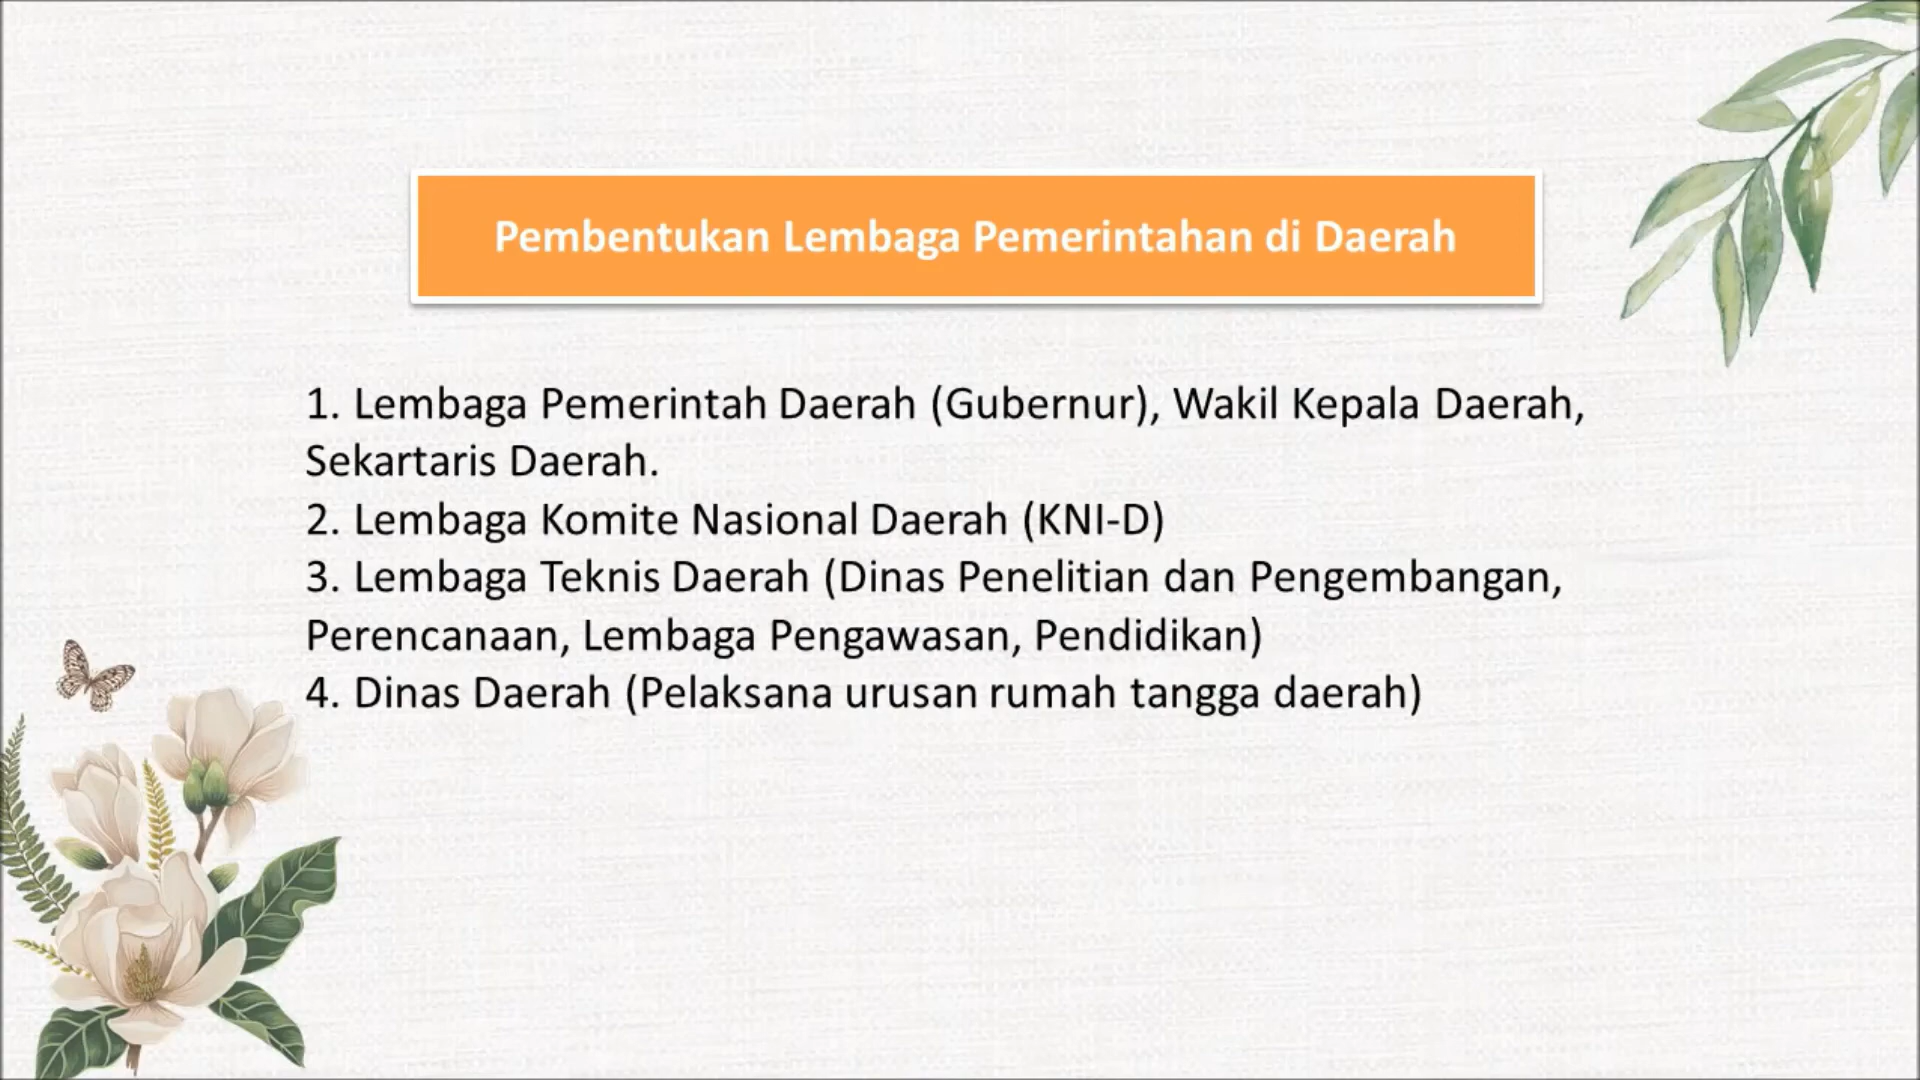 Pembentukan Lembaga Pemerintahan di Daerah
1. Lembaga Pemerintah Daerah (Gubernur), Wakil Kepala Daerah,
Sekartaris Daerah.
2. Lembaga Komite Nasional Daerah (KNI-D)
3. Lembaga Teknis Daerah (Dinas Penelitian dan Pengembangan,
Perencanaan, Lembaga Pengawasan, Pendidikan)
4. Dinas Daerah (Pelaksana urusan rumah tangga daerah)